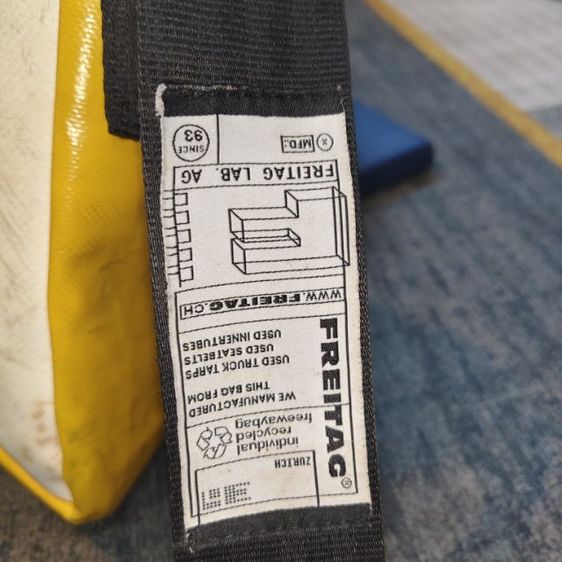 ZURICH
individual
recycled
freewaybag
WE MANUFACTURED
THIS BAG FROM
USED TRUCK TARPS
USED SEATBELTS
USED INNERTUBES
FREITAG®
WWW.FREITAG.CH
F
FREITAG LAB. AG
X MFD.:
SINCE
93